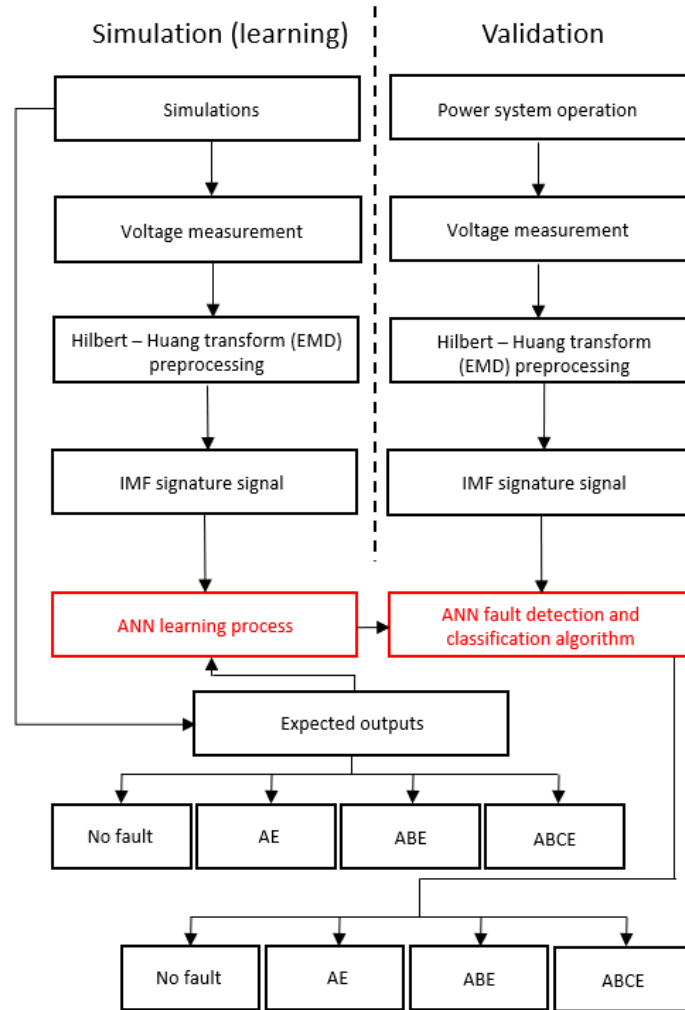 Simulation (learning)
Validation
Simulations
Power system operation
Voltage measurement
Voltage measurement
Hilbert – Huang transform (EMD)
preprocessing
Hilbert – Huang transform
(EMD) preprocessing
IMF signature signal
IMF signature signal
ANN learning process
ANN fault detection and
classification algorithm
Expected outputs
No fault
AE
ABE
ABCE
No fault
AE
ABE
ABCE